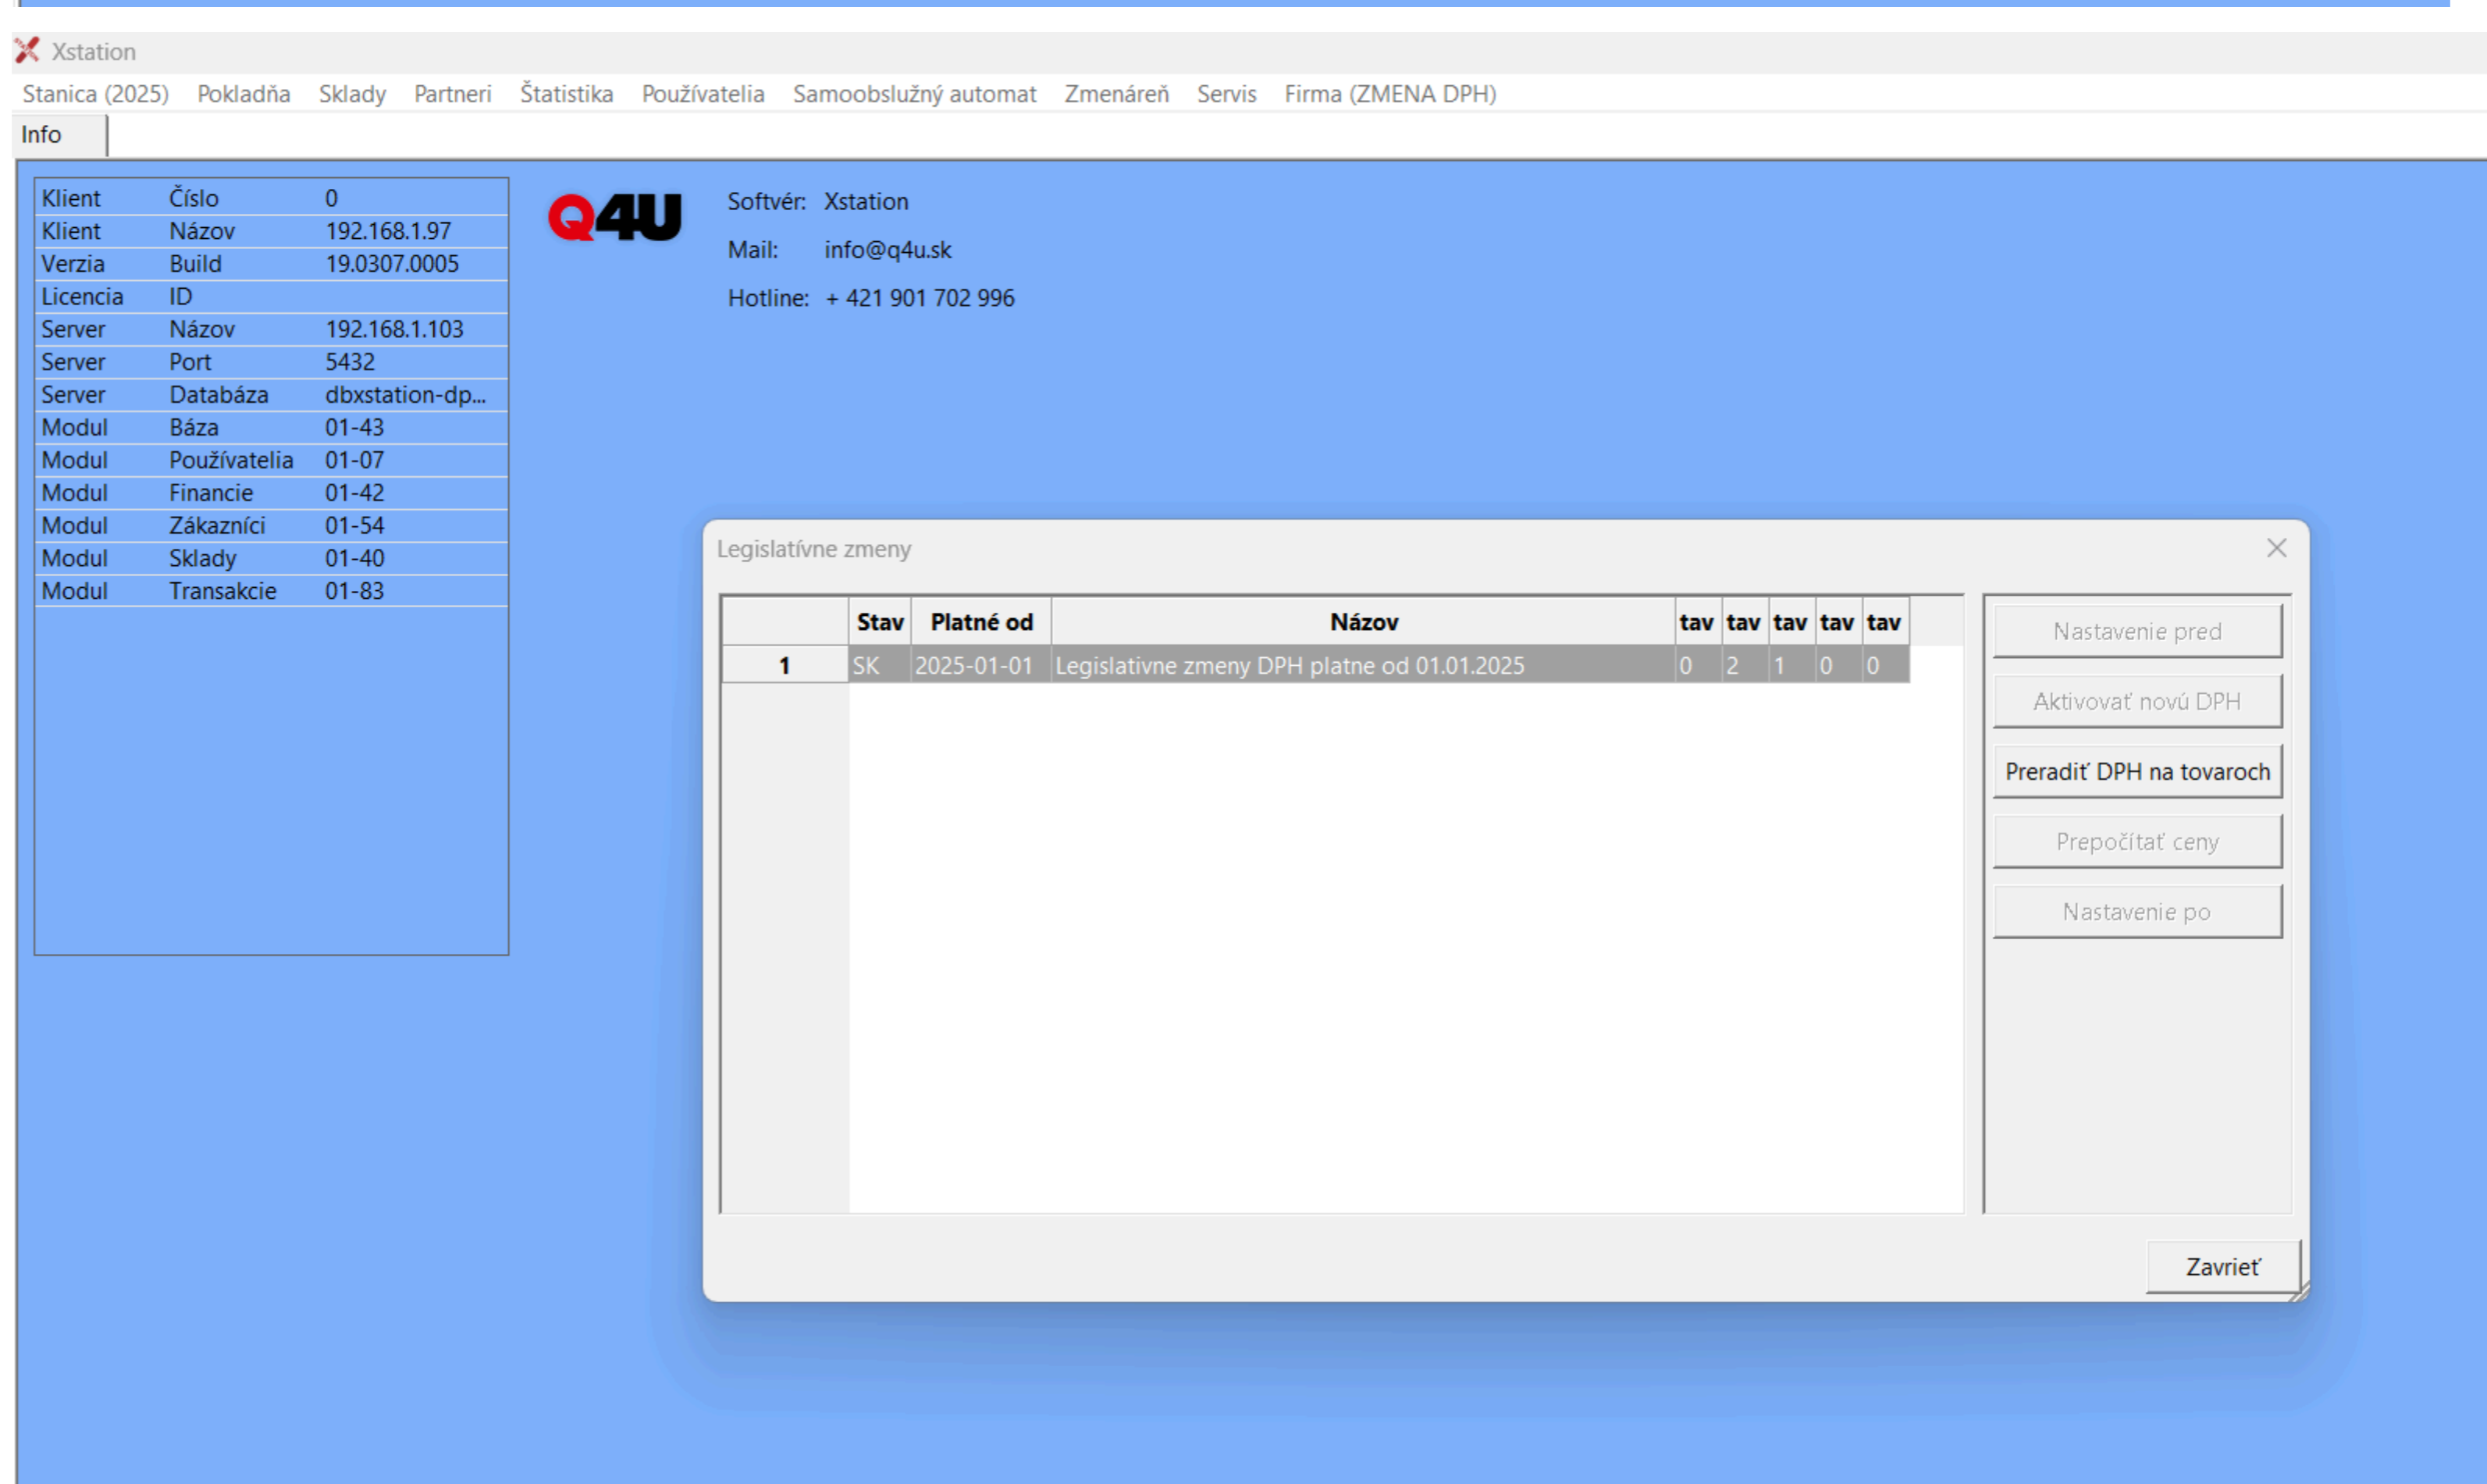 Xstation
Stanica (2025) Pokladňa Sklady Partneri Štatistika Používatelia Samoobslužný automat Zmenáreň Servis Firma (ZMENA DPH)
Info
Klient Číslo 0
Klient Názov 192.168.1.97
Verzia Build 19.0307.0005
Licencia ID
Server Názov 192.168.1.103
Server Port 5432
Server Databáza dbxstation-dp...
Modul Báza 01-43
Modul Používatelia 01-07
Modul Financie 01-42
Modul Zákazníci 01-54
Modul Sklady 01-40
Modul Transakcie 01-83
Q4U
Softvér: Xstation
Mail: info@q4u.sk
Hotline: + 421 901 702 996
Legislatívne zmeny
Stav Platné od Názov tav tav tav tav tav
1 SK 2025-01-01 Legislativne zmeny DPH platne od 01.01.2025 0 2 1 0 0
Nastavenie pred
Aktivovať novú DPH
Preradiť DPH na tovaroch
Prepočítať ceny
Nastavenie po
Zavrieť